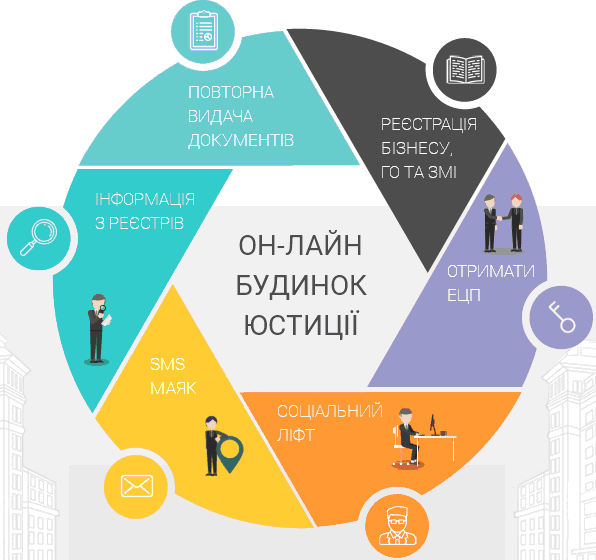 ПОВТОРНА
ВИДАЧА
ДОКУМЕНТІВ
РЕЄСТРАЦІЯ
БІЗНЕСУ,
ГО ТА ЗМІ
ІНФОРМАЦІЯ
З РЕЄСТРІВ
ОН-ЛАЙН
БУДИНОК
ЮСТИЦІЇ
ОТРИМАТИ
ЕЦП
SMS
МАЯК
СОЦІАЛЬНИЙ
ЛІФТ